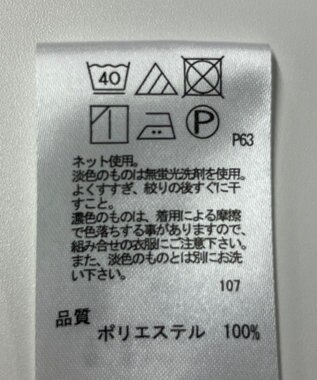 40
P
P63
ネット使用。
淡色のものは無蛍光洗剤を使用。
よくすすぎ、絞りの後すぐに干
すこと。
濃色のものは、着用による摩擦
で色落ちする事がありますので、
組み合せの衣服にご注意下さい。
また、淡色のものとは別にお洗
い下さい。
107
品質
ポリエステル 100%